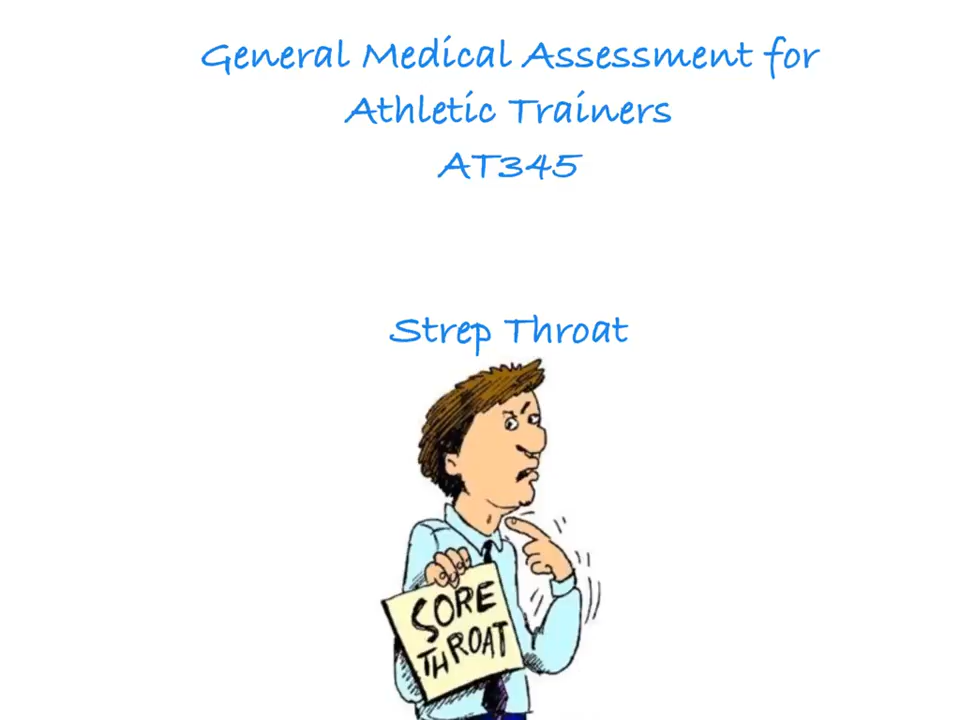 General Medical Assessment for
Athletic Trainers
AT345
Strep Throat
SORE
THROAT